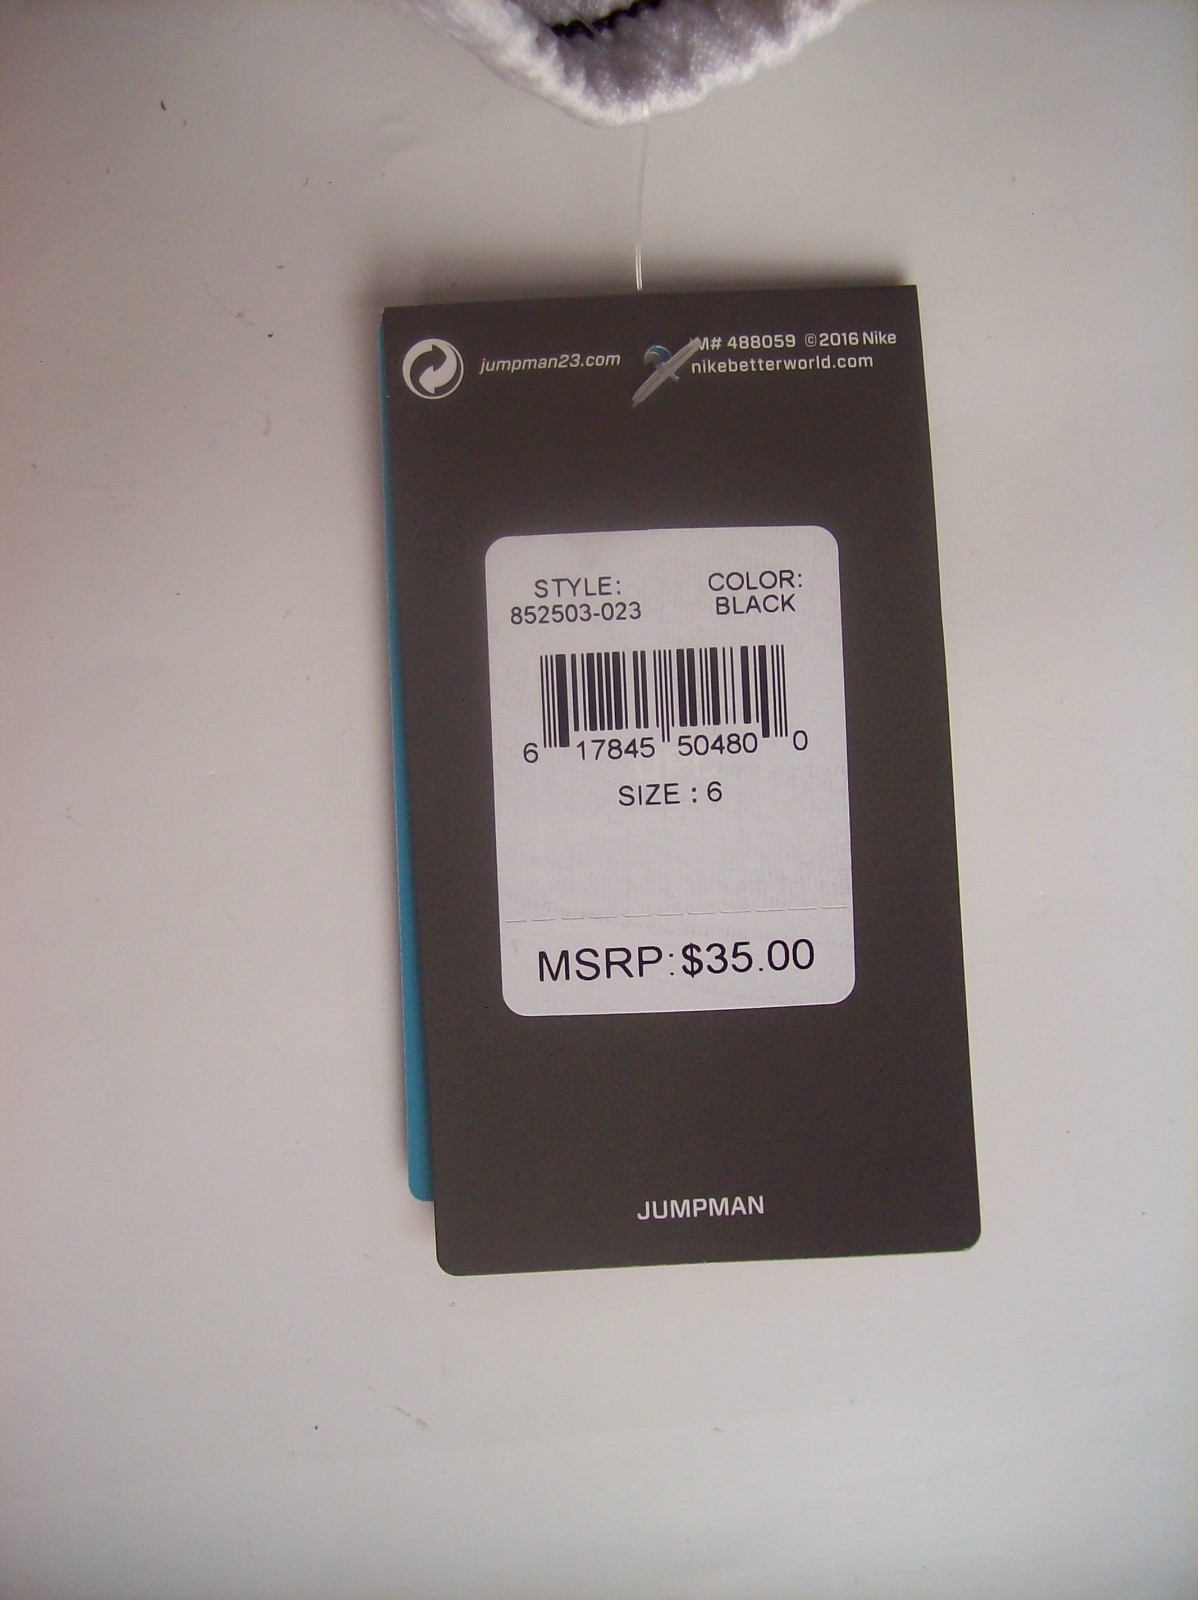 jumpman23.com
M# 488059 ©2016 Nike
nikebetterworld.com
STYLE: COLOR:
852503-023 BLACK
6 17845 50480 0
SIZE : 6
MSRP:$35.00
JUMPMAN